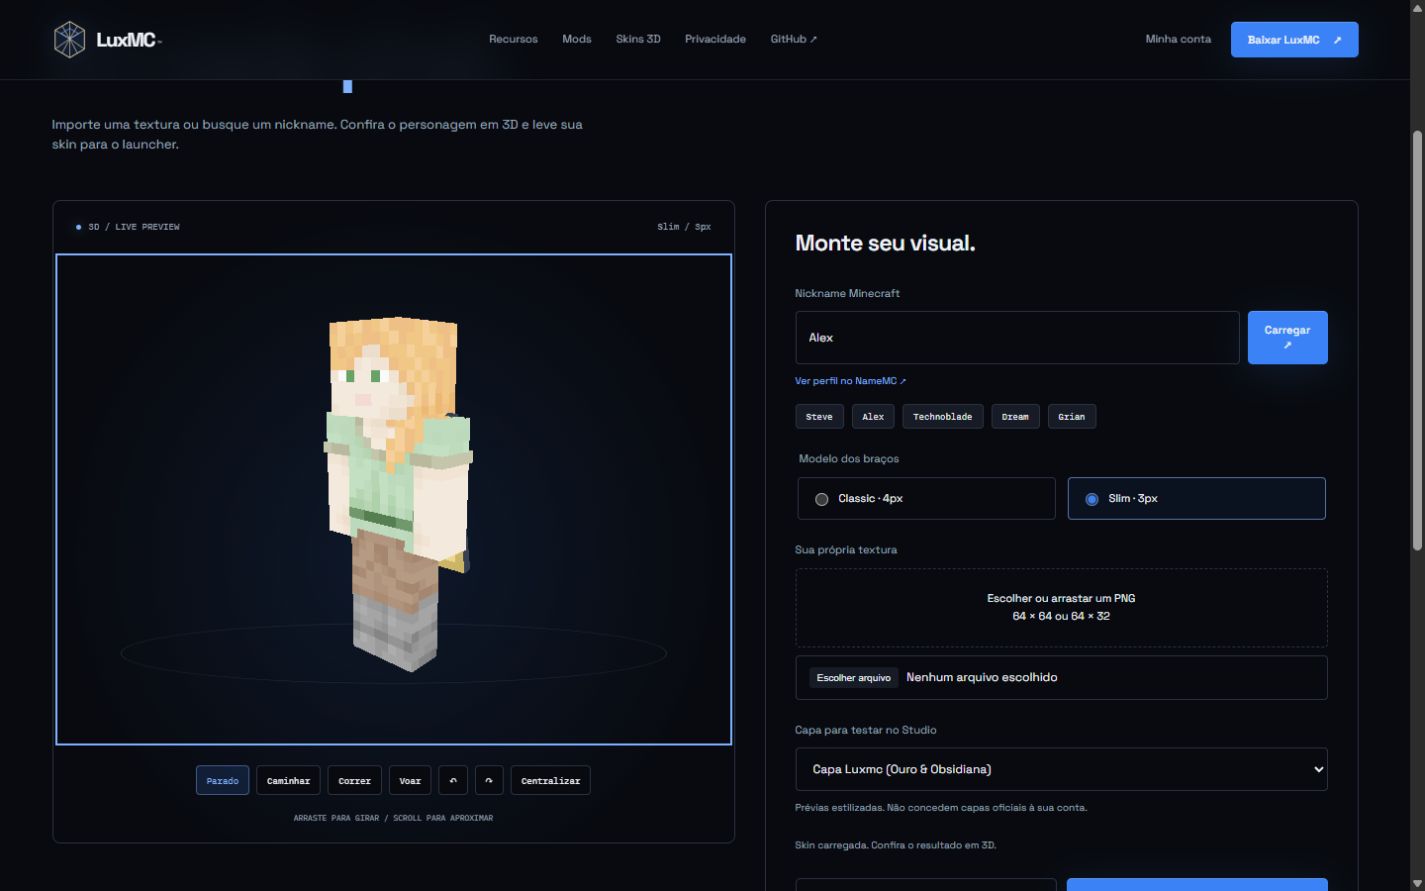 LuxMC
Recursos
Mods
Skins 3D
Privacidade
GitHub ↗
Minha conta
Baixar LuxMC ↗
Importe uma textura ou busque um nickname. Confira o personagem em 3D e leve sua
skin para o launcher.
3D / LIVE PREVIEW
Slim / 3px
Parado
Caminhar
Correr
Voar
↶
↷
Centralizar
ARRASTE PARA GIRAR / SCROLL PARA APROXIMAR
Monte seu visual.
Nickname Minecraft
Alex
Carregar
↗
Ver perfil no NameMC ↗
Steve
Alex
Technoblade
Dream
Grian
Modelo dos braços
Classic · 4px
Slim · 3px
Sua própria textura
Escolher ou arrastar um PNG
64 × 64 ou 64 × 32
Escolher arquivo
Nenhum arquivo escolhido
Capa para testar no Studio
Capa Luxmc (Ouro & Obsidiana)
Prévias estilizadas. Não concedem capas oficiais à sua conta.
Skin carregada. Confira o resultado em 3D.